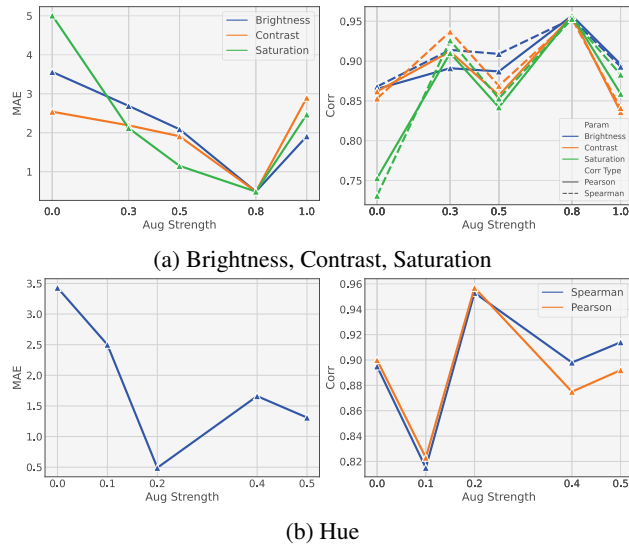 5
4
3
2
1
MAE
Brightness
Contrast
Saturation
0.0 0.3 0.5 0.8 1.0
Aug Strength
0.95
0.90
0.85
0.80
0.75
Corr
Param
Brightness
Contrast
Saturation
Corr Type
Pearson
Spearman
0.0 0.3 0.5 0.8 1.0
Aug Strength
(a) Brightness, Contrast, Saturation
3.5
3.0
2.5
2.0
1.5
1.0
0.5
MAE
0.0 0.1 0.2 0.4 0.5
Aug Strength
0.96
0.94
0.92
0.90
0.88
0.86
0.84
0.82
Corr
Spearman
Pearson
0.0 0.1 0.2 0.4 0.5
Aug Strength
(b) Hue